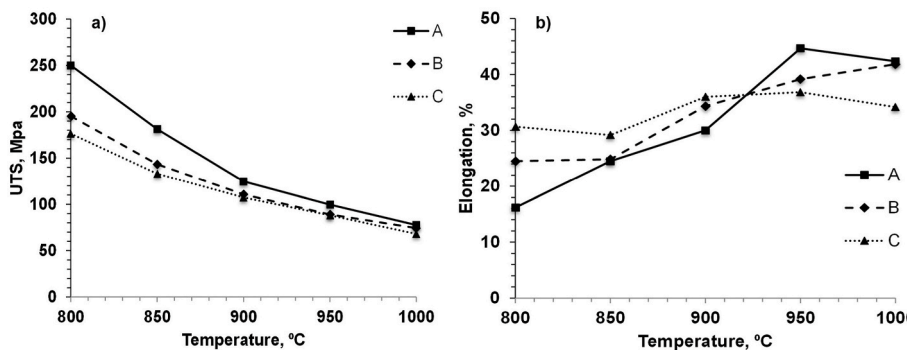 a)
UTS, Mpa
300
250
200
150
100
50
0
800 850 900 950 1000
Temperature, ºC
A
B
C
b)
Elongation, %
50
40
30
20
10
0
800 850 900 950 100
Temperature, ºC
A
B
C